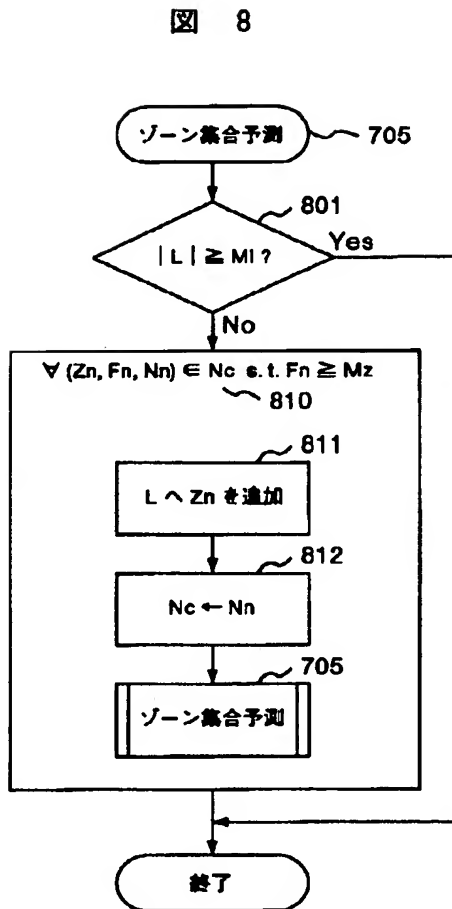 図 8
ゾーン集合予測
705
801
|L| ≧ Ml ?
Yes
No
∀ (Zn, Fn, Nn) ∈ Nc s.t. Fn ≧ Mz
810
811
L へ Zn を追加
812
Nc ← Nn
705
ゾーン集合予測
終了